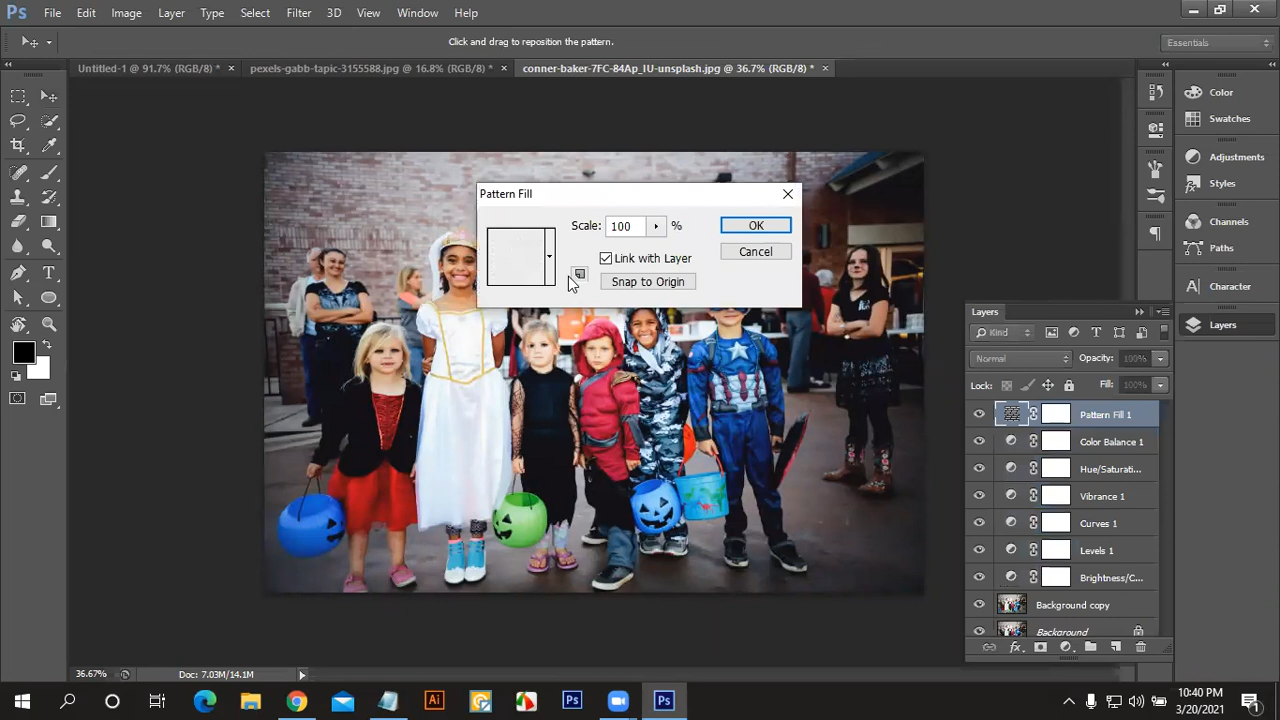 Ps File Edit Image Layer Type Select Filter 3D View Window Help
Click and drag to reposition the pattern.
Essentials
Untitled-1 @ 91.7% (RGB/8) *
pexels-gabb-tapic-3155588.jpg @ 16.8% (RGB/8) *
conner-baker-7FC-84Ap_IU-unsplash.jpg @ 36.7% (RGB/8) *
Color
Swatches
Adjustments
Styles
Channels
Paths
Character
Layers
Pattern Fill
Scale: 100 %
OK
Link with Layer
Cancel
Snap to Origin
Layers
Kind
Normal
Opacity: 100%
Lock:
Fill: 100%
Pattern Fill 1
Color Balance 1
Hue/Saturati...
Vibrance 1
Curves 1
Levels 1
Brightness/C...
Background copy
Background
fx
36.67%
Doc: 7.03M/14.1M
Ai
Ps
Ps
10:40 PM
3/20/2021
1